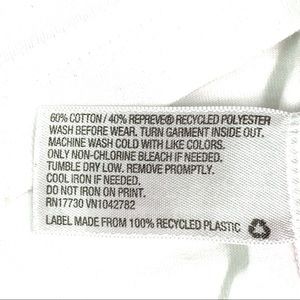 60% COTTON / 40% REPREVE® RECYCLED POLYESTER
WASH BEFORE WEAR. TURN GARMENT INSIDE OUT.
MACHINE WASH COLD WITH LIKE COLORS.
ONLY NON-CHLORINE BLEACH IF NEEDED.
TUMBLE DRY LOW. REMOVE PROMPTLY.
COOL IRON IF NEEDED.
DO NOT IRON ON PRINT.
RN17730 VN1042782
LABEL MADE FROM 100% RECYCLED PLASTIC